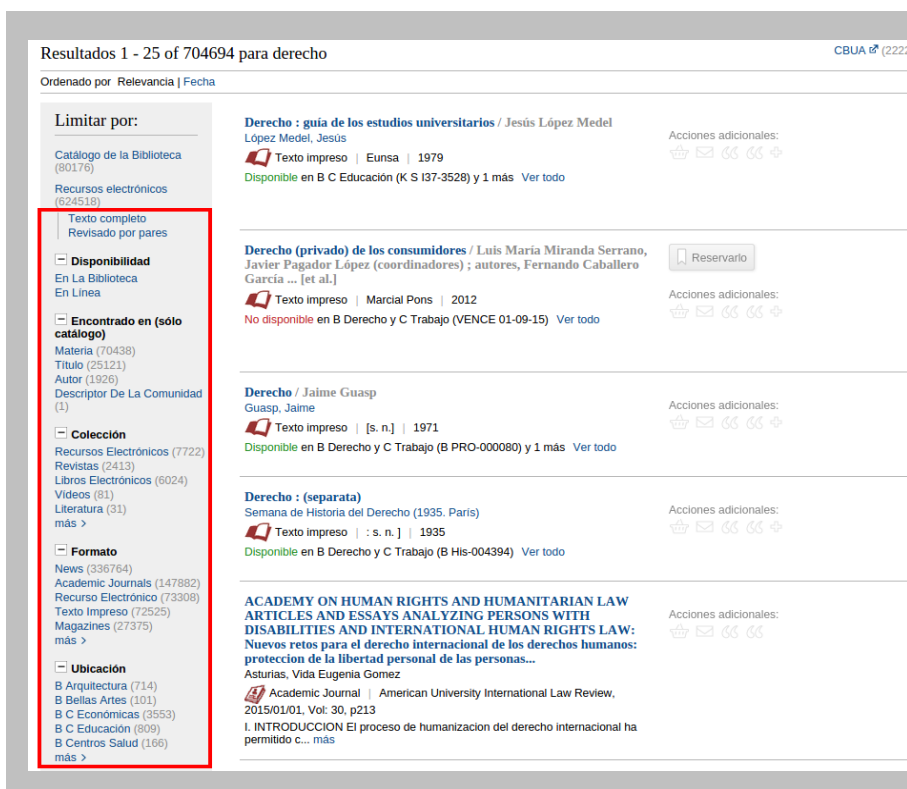 Resultados 1 - 25 of 704694 para derecho
CBUA (2222
Ordenado por Relevancia | Fecha
Limitar por:
Catálogo de la Biblioteca
(80176)
Recursos electrónicos
(624518)
Texto completo
Revisado por pares
Disponibilidad
En La Biblioteca
En Línea
Encontrado en (sólo
catálogo)
Materia (70438)
Título (25121)
Autor (1926)
Descriptor De La Comunidad
(1)
Colección
Recursos Electrónicos (7722)
Revistas (2413)
Libros Electrónicos (6024)
Vídeos (81)
Literatura (31)
más >
Formato
News (336764)
Academic Journals (147882)
Recurso Electrónico (73308)
Texto Impreso (72525)
Magazines (27375)
más >
Ubicación
B Arquitectura (714)
B Bellas Artes (101)
B C Económicas (3553)
B C Educación (809)
B Centros Salud (166)
más >
Derecho : guía de los estudios universitarios / Jesús López Medel
López Medel, Jesús
Texto impreso | Eunsa | 1979
Disponible en B C Educación (K S I37-3528) y 1 más Ver todo
Acciones adicionales:
Derecho (privado) de los consumidores / Luis María Miranda Serrano,
Javier Pagador López (coordinadores) ; autores, Fernando Caballero
García ... [et al.]
Texto impreso | Marcial Pons | 2012
No disponible en B Derecho y C Trabajo (VENCE 01-09-15) Ver todo
Reservarlo
Acciones adicionales:
Derecho / Jaime Guasp
Guasp, Jaime
Texto impreso | [s. n.] | 1971
Disponible en B Derecho y C Trabajo (B PRO-000080) y 1 más Ver todo
Acciones adicionales:
Derecho : (separata)
Semana de Historia del Derecho (1935. París)
Texto impreso | : s. n. ] | 1935
Disponible en B Derecho y C Trabajo (B His-004394) Ver todo
Acciones adicionales:
ACADEMY ON HUMAN RIGHTS AND HUMANITARIAN LAW
ARTICLES AND ESSAYS ANALYZING PERSONS WITH
DISABILITIES AND INTERNATIONAL HUMAN RIGHTS LAW:
Nuevos retos para el derecho internacional de los derechos humanos:
proteccion de la libertad personal de las personas...
Asturias, Vida Eugenia Gomez
Academic Journal | American University International Law Review,
2015/01/01, Vol: 30, p213
I. INTRODUCCION El proceso de humanizacion del derecho internacional ha
permitido c... más
Acciones adicionales: